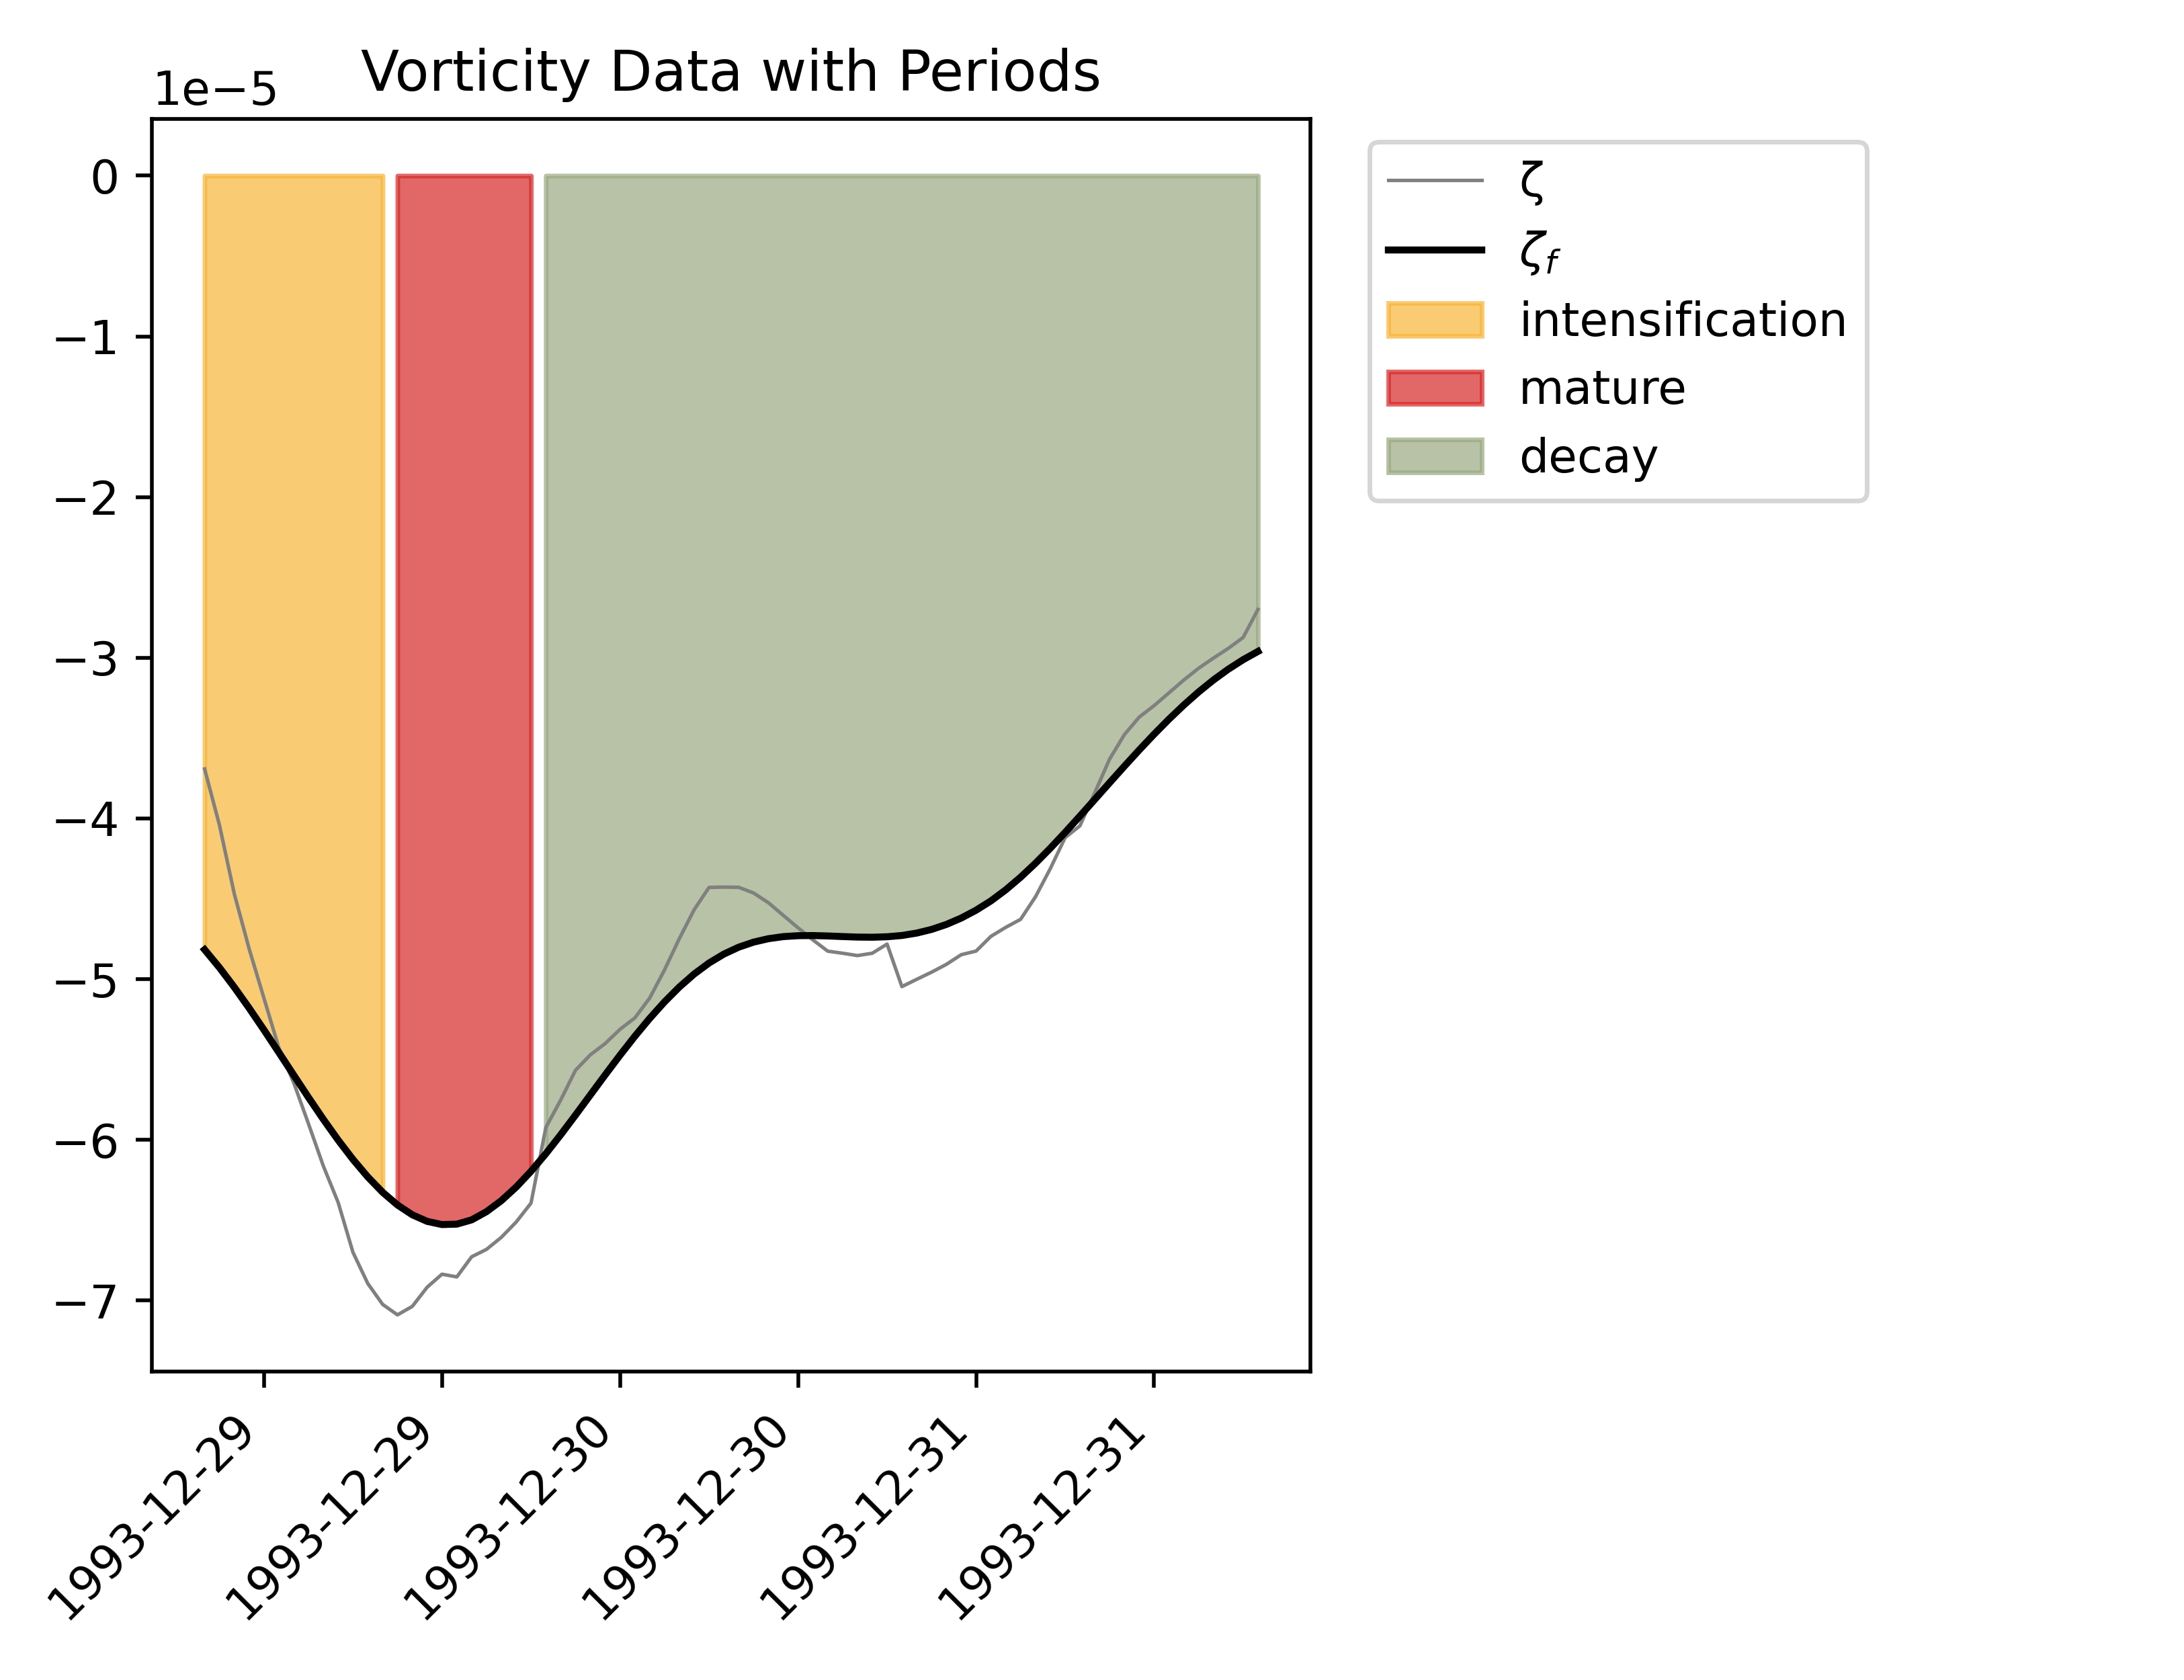 Vorticity Data with Periods
1e−5
0
−1
−2
−3
−4
−5
−6
−7
1993-12-29
1993-12-29
1993-12-30
1993-12-30
1993-12-31
1993-12-31
ζ
ζf
intensification
mature
decay